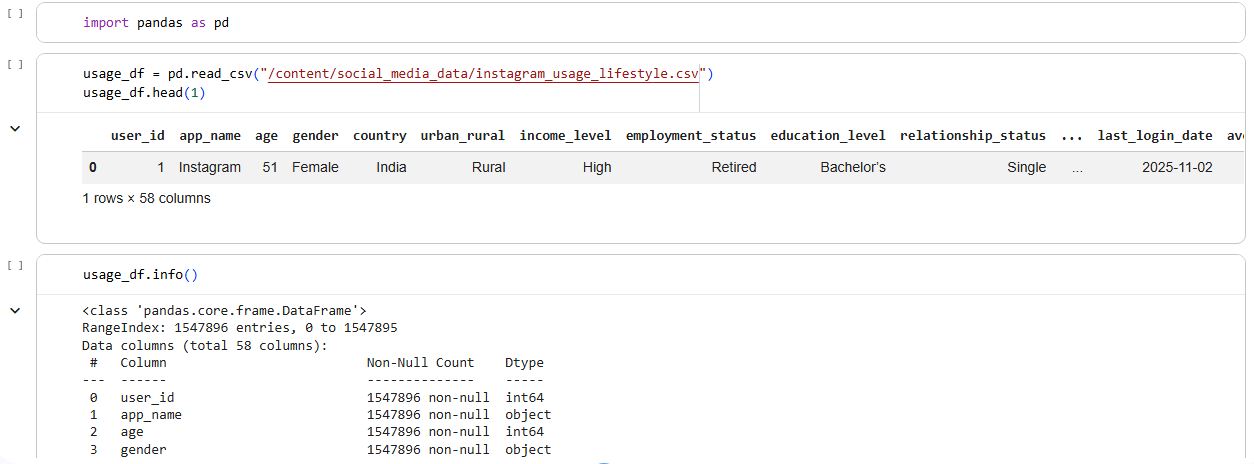 [ ] import pandas as pd
[ ] usage_df = pd.read_csv("/content/social_media_data/instagram_usage_lifestyle.csv")
usage_df.head(1)
user_id app_name age gender country urban_rural income_level employment_status education_level relationship_status ... last_login_date
0 1 Instagram 51 Female India Rural High Retired Bachelor's Single ... 2025-11-02
1 rows × 58 columns
[ ] usage_df.info()
<class 'pandas.core.frame.DataFrame'>
RangeIndex: 1547896 entries, 0 to 1547895
Data columns (total 58 columns):
# Column Non-Null Count Dtype
--- ------ -------------- -----
0 user_id 1547896 non-null int64
1 app_name 1547896 non-null object
2 age 1547896 non-null int64
3 gender 1547896 non-null object